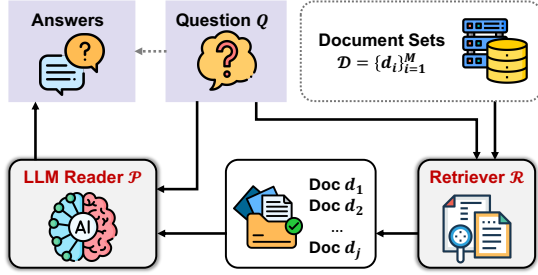 Answers
Question Q
Document Sets
𝒟 = {d_i}_{i=1}^{M}
LLM Reader 𝒫
AI
Doc d_1
Doc d_2
...
Doc d_j
Retriever ℛ